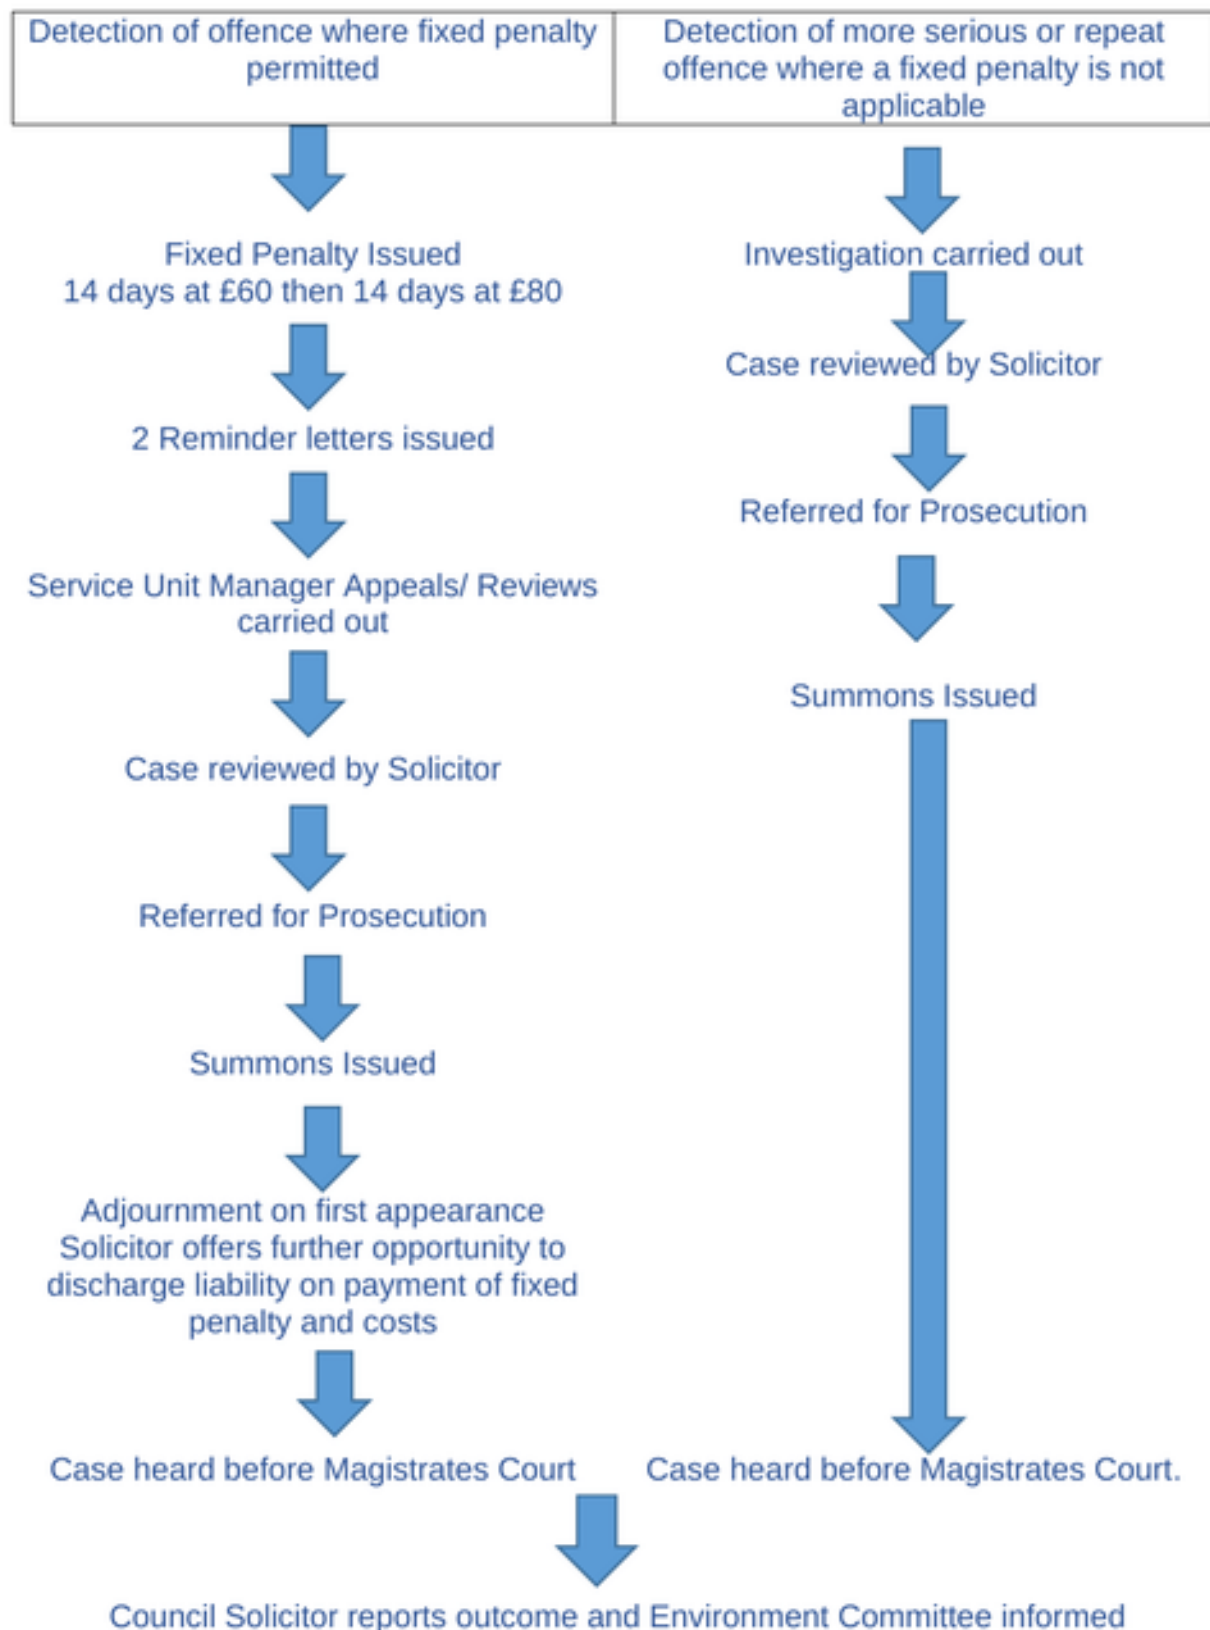 Detection of offence where fixed penalty
permitted
Detection of more serious or repeat
offence where a fixed penalty is not
applicable
Fixed Penalty Issued
14 days at £60 then 14 days at £80
2 Reminder letters issued
Service Unit Manager Appeals/ Reviews
carried out
Case reviewed by Solicitor
Referred for Prosecution
Summons Issued
Adjournment on first appearance
Solicitor offers further opportunity to
discharge liability on payment of fixed
penalty and costs
Case heard before Magistrates Court
Investigation carried out
Case reviewed by Solicitor
Referred for Prosecution
Summons Issued
Case heard before Magistrates Court.
Council Solicitor reports outcome and Environment Committee informed